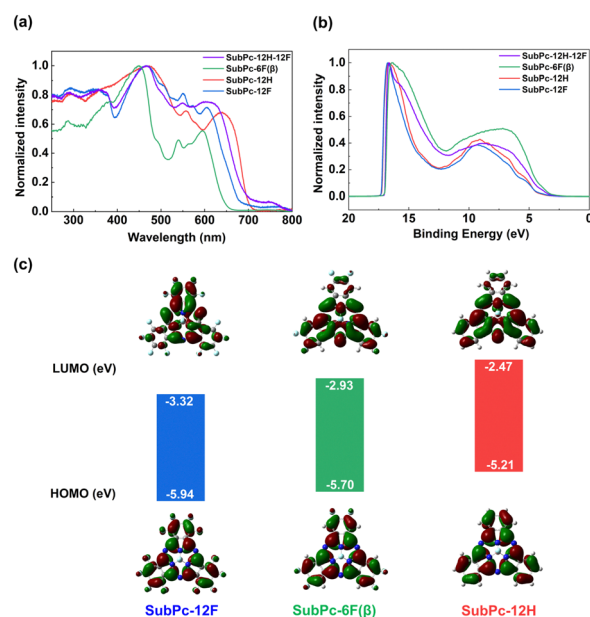 (a)
Normalized intensity
1.0
0.8
0.6
0.4
0.2
0.0
300 400 500 600 700 800
Wavelength (nm)
SubPc-12H-12F
SubPc-6F(β)
SubPc-12H
SubPc-12F
(b)
Normalized intensity
1.0
0.8
0.6
0.4
0.2
0.0
20 15 10 5 0
Binding Energy (eV)
SubPc-12H-12F
SubPc-6F(β)
SubPc-12H
SubPc-12F
(c)
LUMO (eV)
-3.32 -2.93 -2.47
HOMO (eV)
-5.94 -5.70 -5.21
SubPc-12F SubPc-6F(β) SubPc-12H